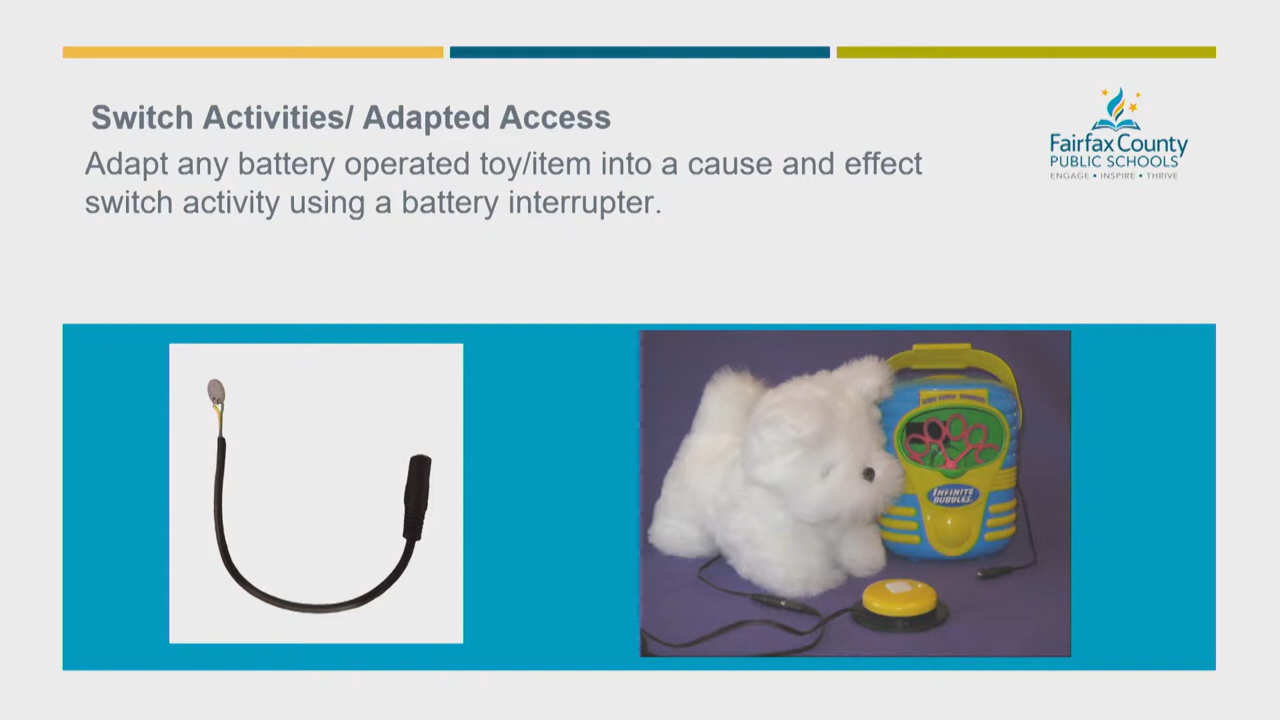 Switch Activities/ Adapted Access
Adapt any battery operated toy/item into a cause and effect
switch activity using a battery interrupter.
Fairfax County
PUBLIC SCHOOLS
ENGAGE • INSPIRE • THRIVE
INFINITE
BUBBLES